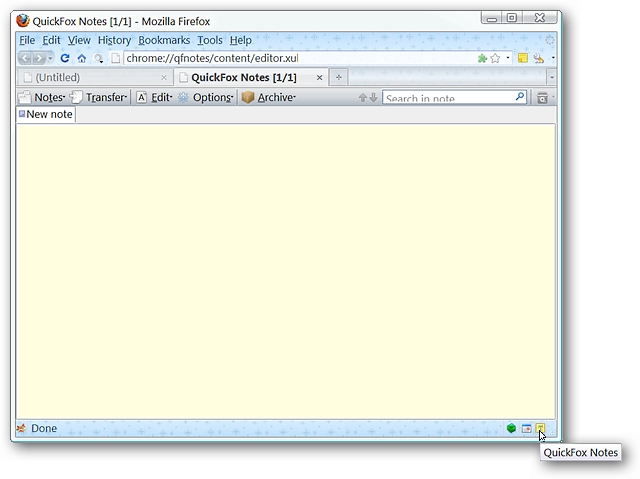 QuickFox Notes [1/1] - Mozilla Firefox
File Edit View History Bookmarks Tools Help
chrome://qfnotes/content/editor.xul
(Untitled) QuickFox Notes [1/1]
Notes Transfer A Edit Options Archive Search in note
New note
Done
QuickFox Notes